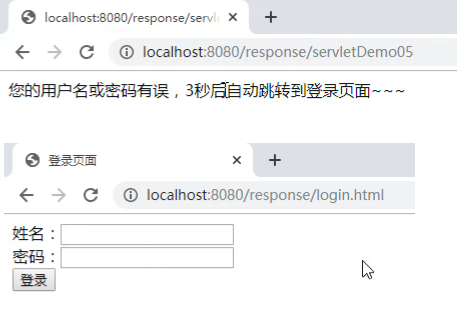 localhost:8080/response/servl
localhost:8080/response/servletDemo05
您的用户名或密码有误，3秒后自动跳转到登录页面~~~
登录页面
localhost:8080/response/login.html
姓名：
密码：
登录